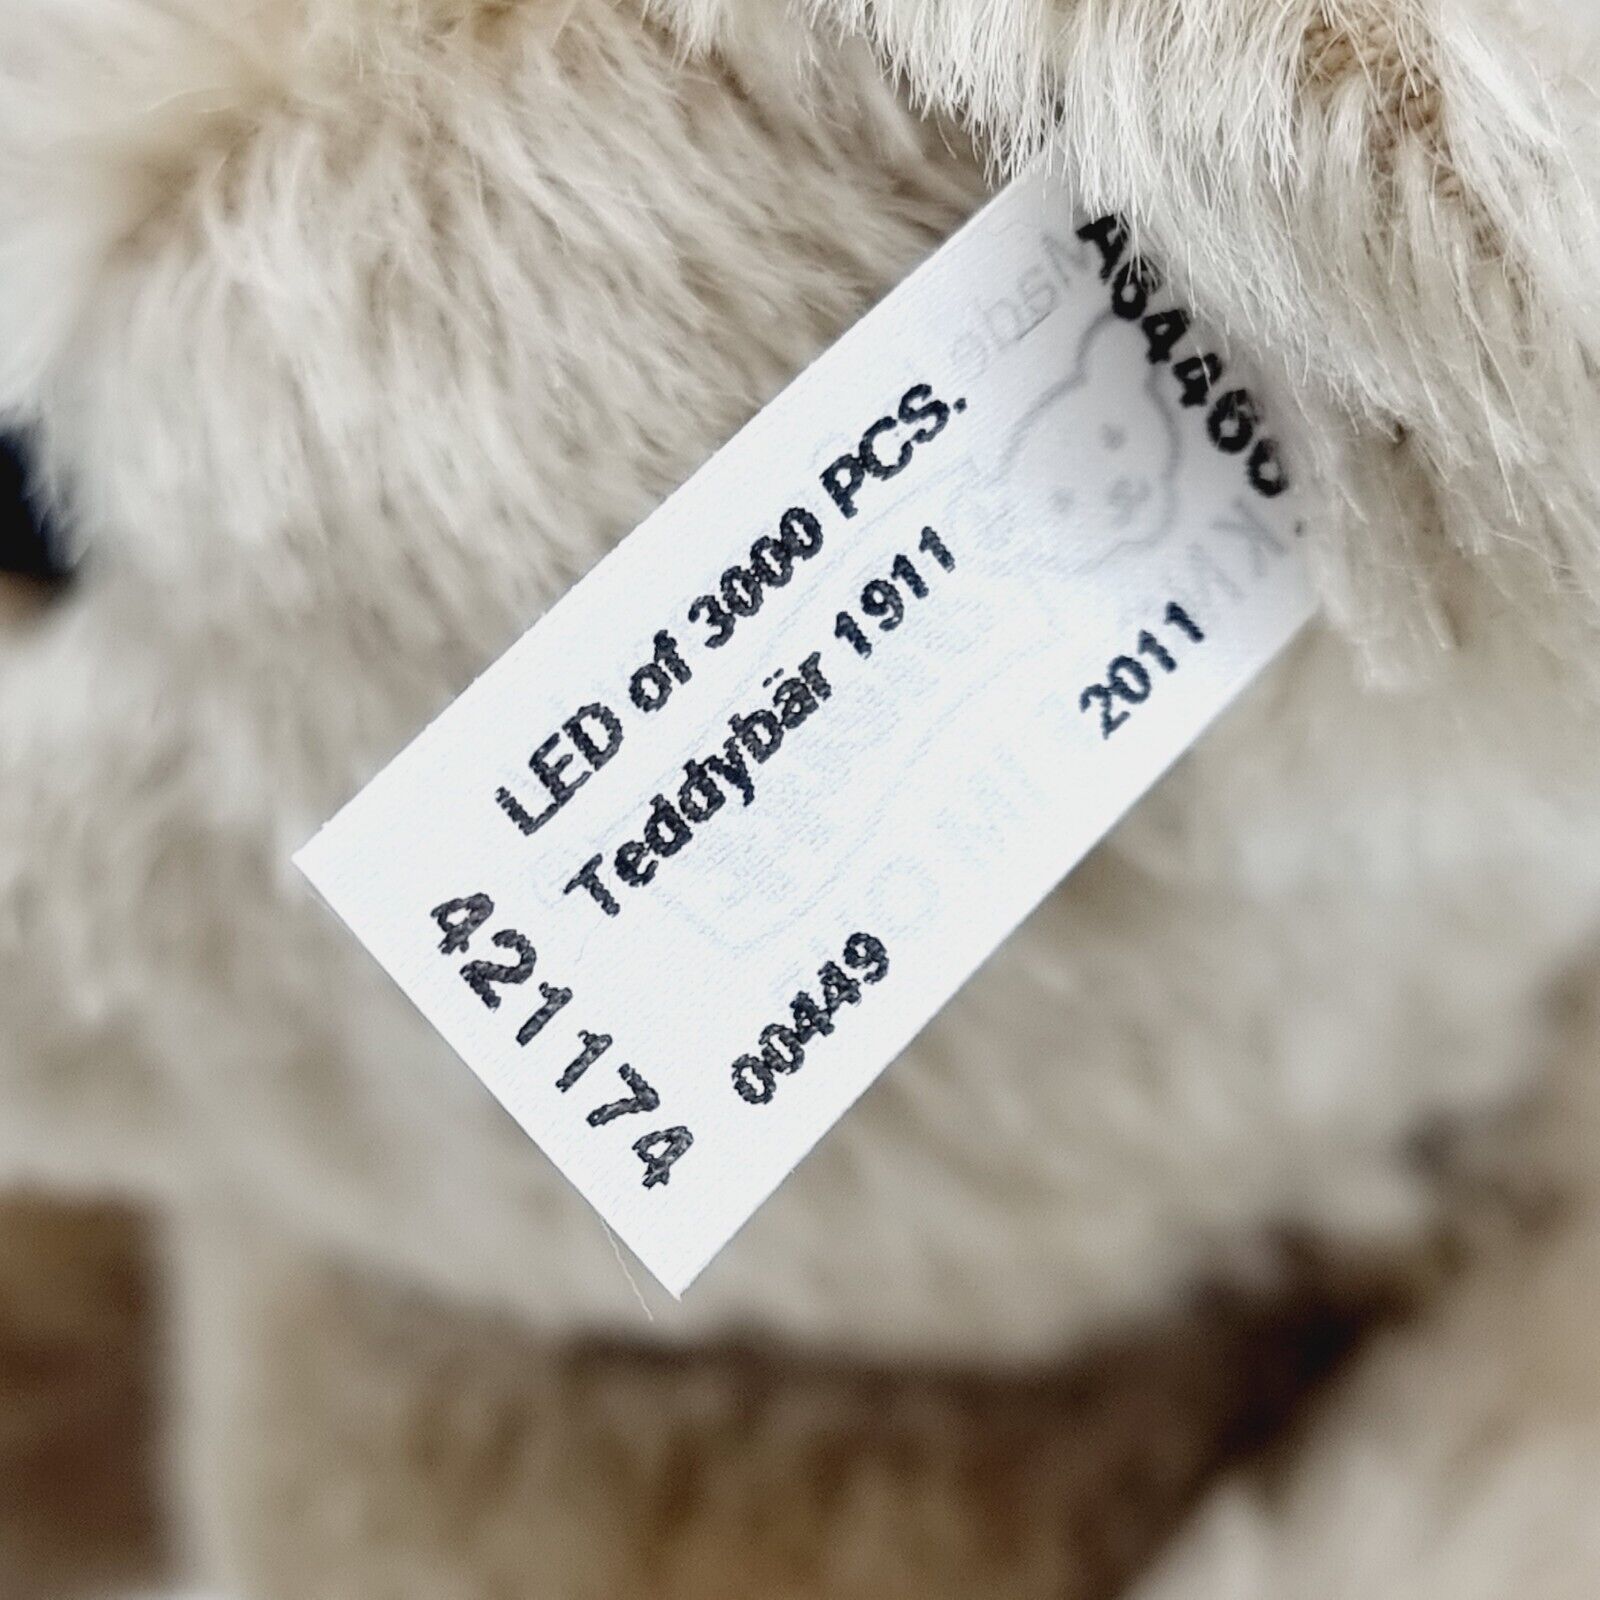 LED of 3000 PCS.
Teddybär 1911
00449 2011
421174